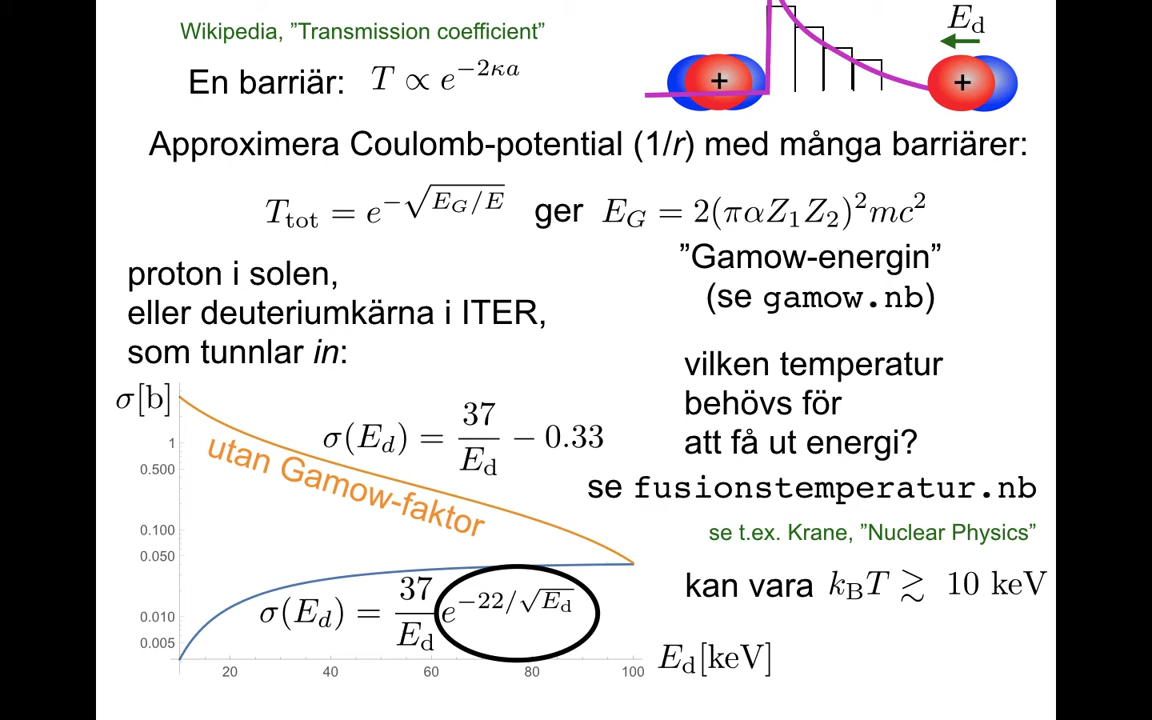 Wikipedia, ”Transmission coefficient”
En barriär: T ∝ e^{−2κa}
E_d
+ +
Approximera Coulomb-potential (1/r) med många barriärer:
T_tot = e^{−√(E_G/E)} ger E_G = 2(παZ_1Z_2)^2mc^2
”Gamow-energin”
(se gamow.nb)
proton i solen,
eller deuteriumkärna i ITER,
som tunnlar in:
vilken temperatur
behövs för
att få ut energi?
se fusionstemperatur.nb
se t.ex. Krane, ”Nuclear Physics”
kan vara k_BT ≳ 10 keV
σ[b]
σ(E_d) = 37/E_d − 0.33
utan Gamow-faktor
1
0.500
0.100
0.050
0.010
0.005
σ(E_d) = 37/E_d e^{−22/√E_d}
20 40 60 80 100
E_d[keV]